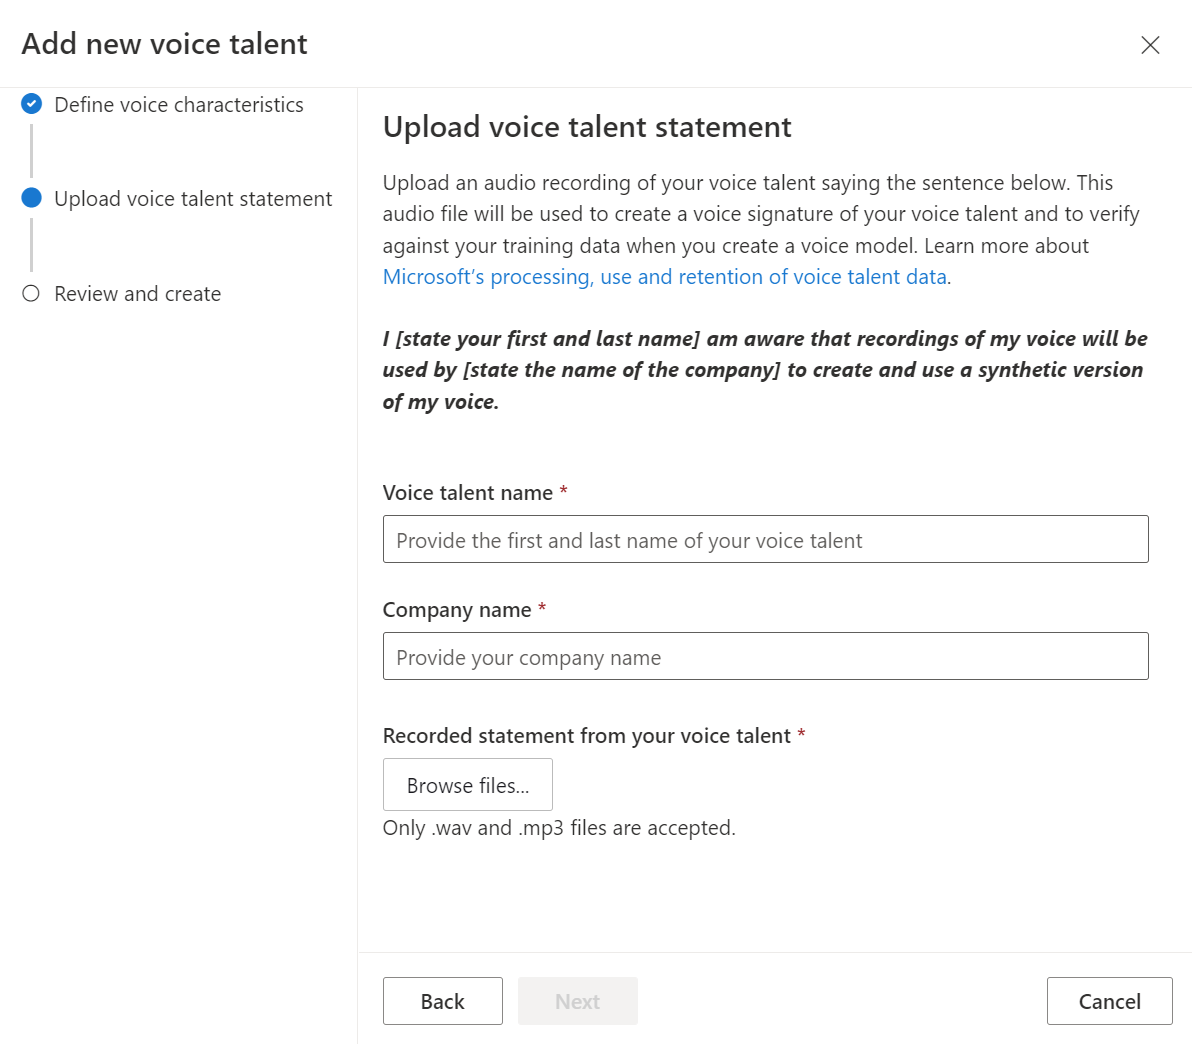 Add new voice talent
Define voice characteristics
Upload voice talent statement
Review and create
Upload voice talent statement
Upload an audio recording of your voice talent saying the sentence below. This
audio file will be used to create a voice signature of your voice talent and to verify
against your training data when you create a voice model. Learn more about
Microsoft's processing, use and retention of voice talent data.
I [state your first and last name] am aware that recordings of my voice will be
used by [state the name of the company] to create and use a synthetic version
of my voice.
Voice talent name *
Provide the first and last name of your voice talent
Company name *
Provide your company name
Recorded statement from your voice talent *
Browse files...
Only .wav and .mp3 files are accepted.
Back
Next
Cancel